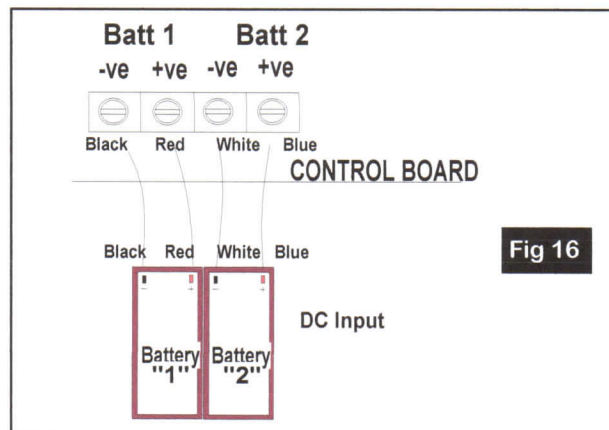 Batt 1 Batt 2
-ve +ve -ve +ve
Black Red White Blue
CONTROL BOARD
Black Red White Blue
Fig 16
- + - +
DC Input
Battery Battery
"1" "2"